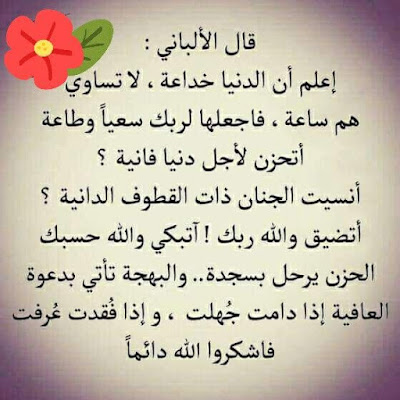 قال الألباني :
إعلم أن الدنيا خداعة ، لا تساوي
هم ساعة ، فاجعلها لربك سعياً وطاعة
أتحزن لأجل دنيا فانية ؟
أنسيت الجنان ذات القطوف الدانية ؟
أتضيق والله ربك ! آتبكي والله حسبك
الحزن يرحل بسجدة.. والبهجة تأتي بدعوة
العافية إذا دامت جُهلت ، و إذا فُقدت عُرفت
فاشكروا الله دائماً